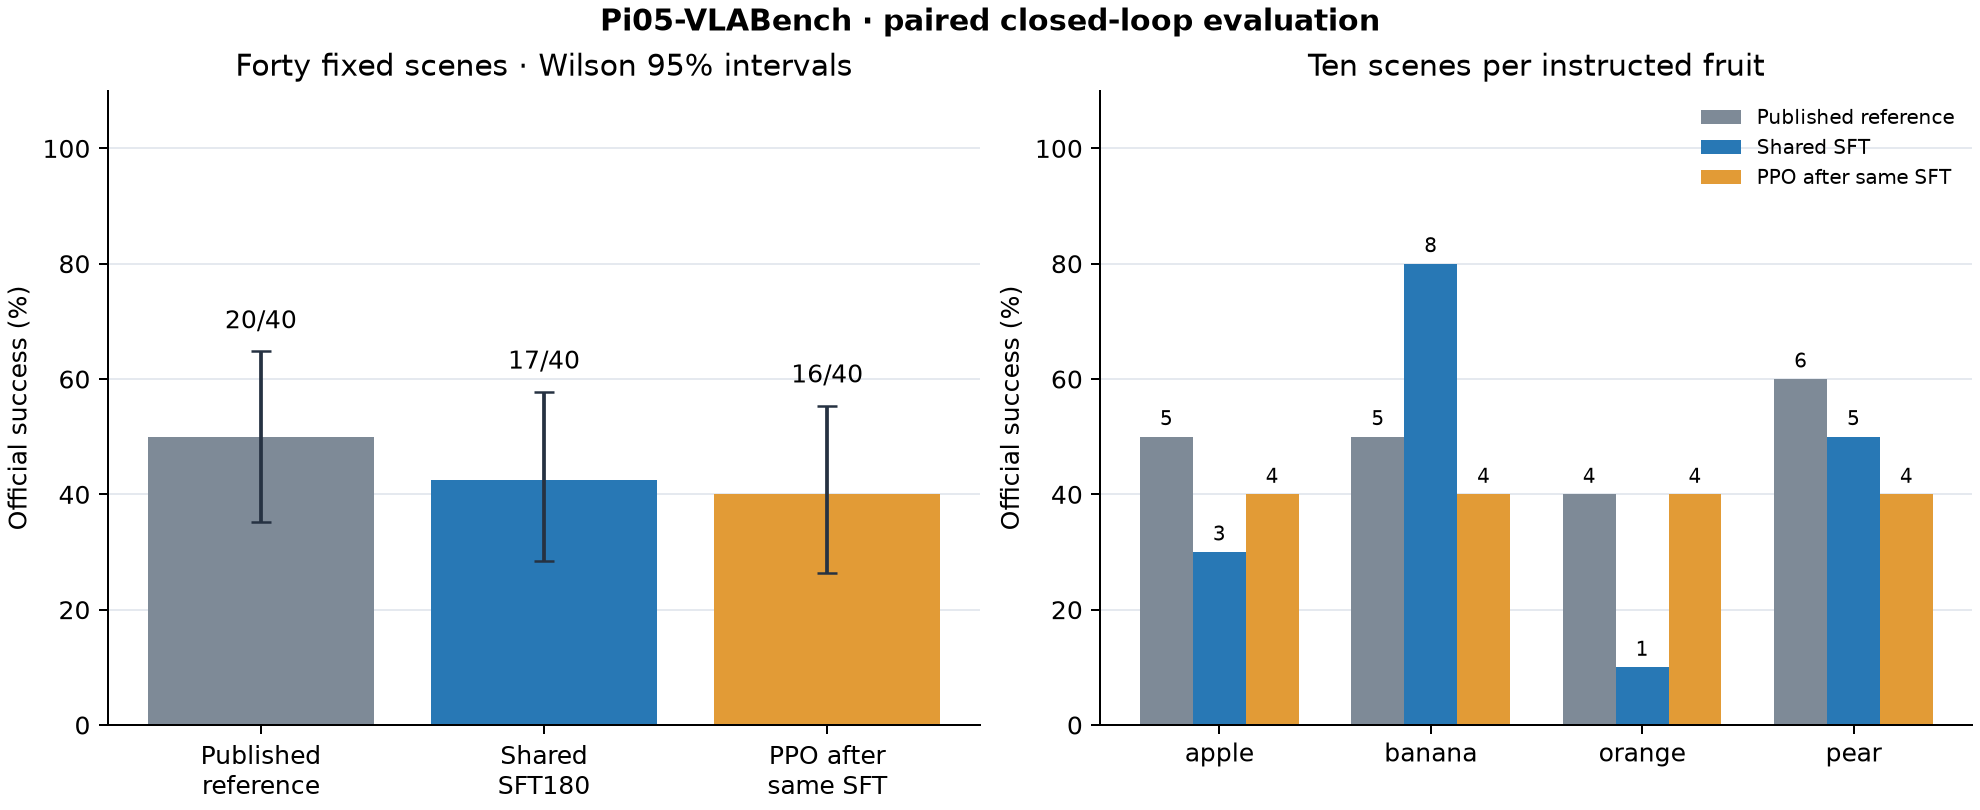 Pi05-VLABench · paired closed-loop evaluation
Forty fixed scenes · Wilson 95% intervals
Official success (%)
100
80
60
40
20
0
20/40
17/40
16/40
Published
reference
Shared
SFT180
PPO after
same SFT
Ten scenes per instructed fruit
Official success (%)
100
80
60
40
20
0
Published reference
Shared SFT
PPO after same SFT
5
3
4
5
8
4
4
1
4
6
5
4
apple
banana
orange
pear